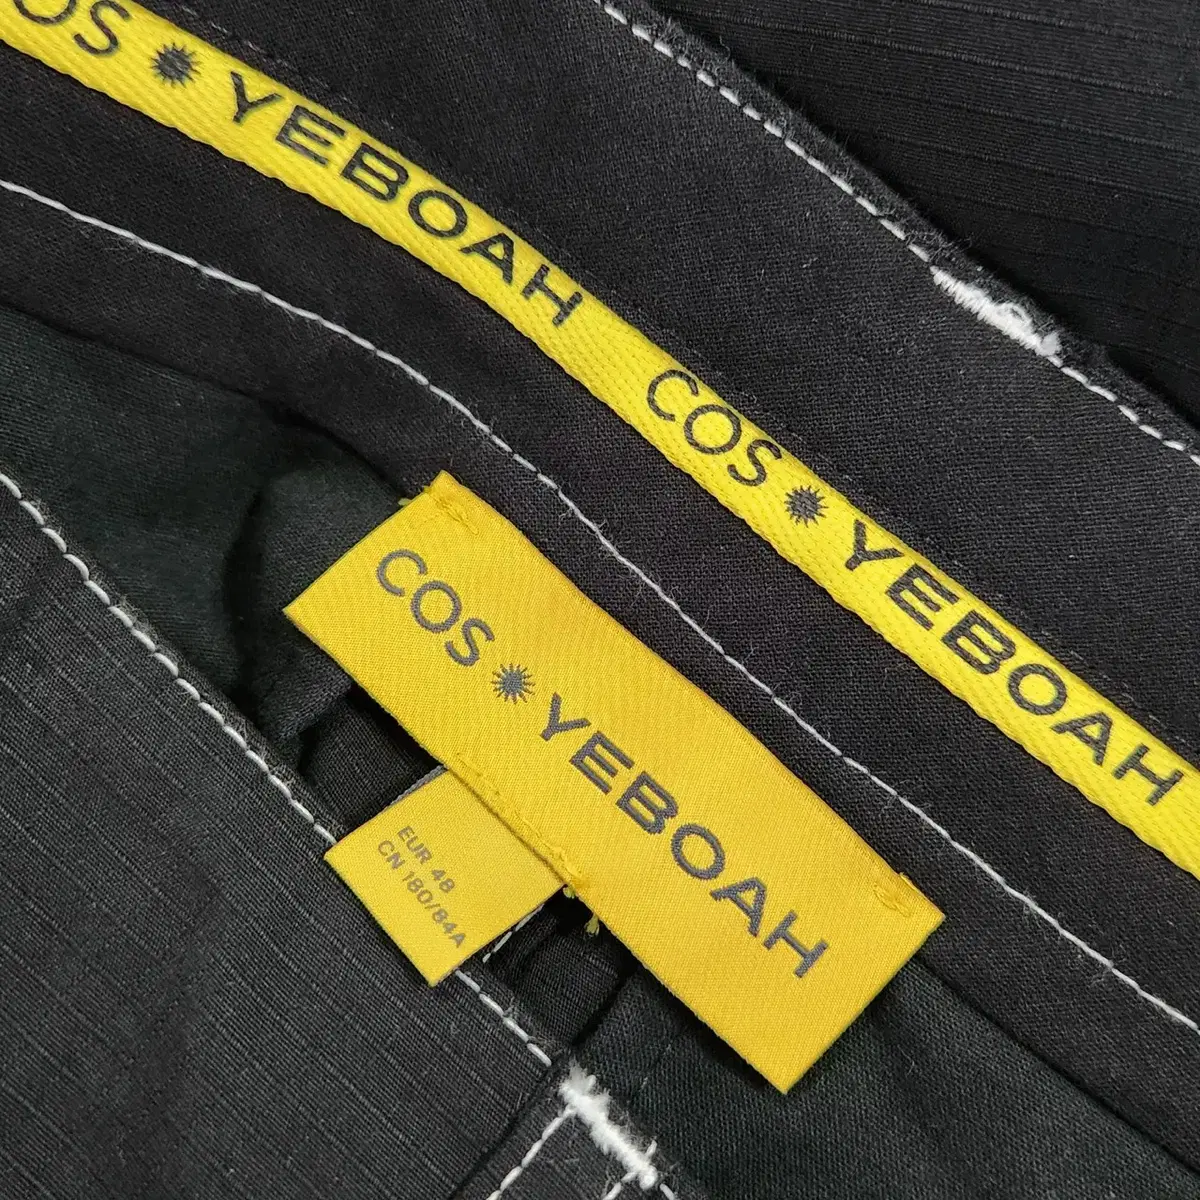 COS YEBOAH COS YEBOAH
COS YEBOAH
EUR 48
CN 180/84A